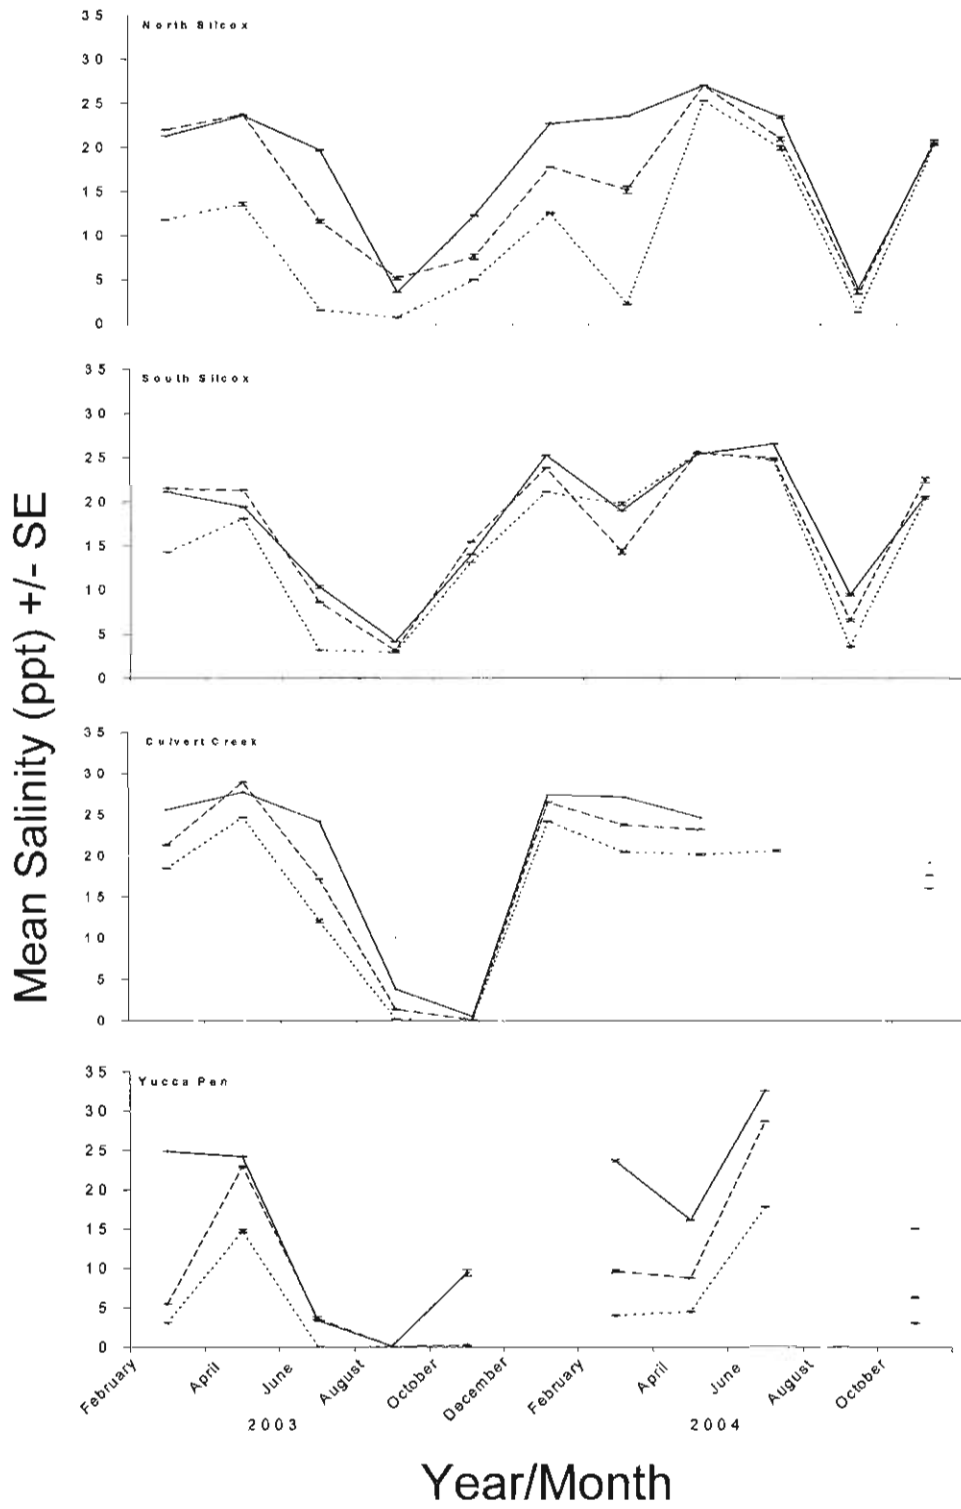 35
North Silcox
30
25
20
15
10
5
0
35
South Silcox
30
25
20
15
10
5
0
Mean Salinity (ppt) +/- SE
35
Culvert Creek
30
25
20
15
10
5
0
35
Yucca Pen
30
25
20
15
10
5
0
February
April
June
August
October
December
February
April
June
August
October
2003
2004
Year/Month